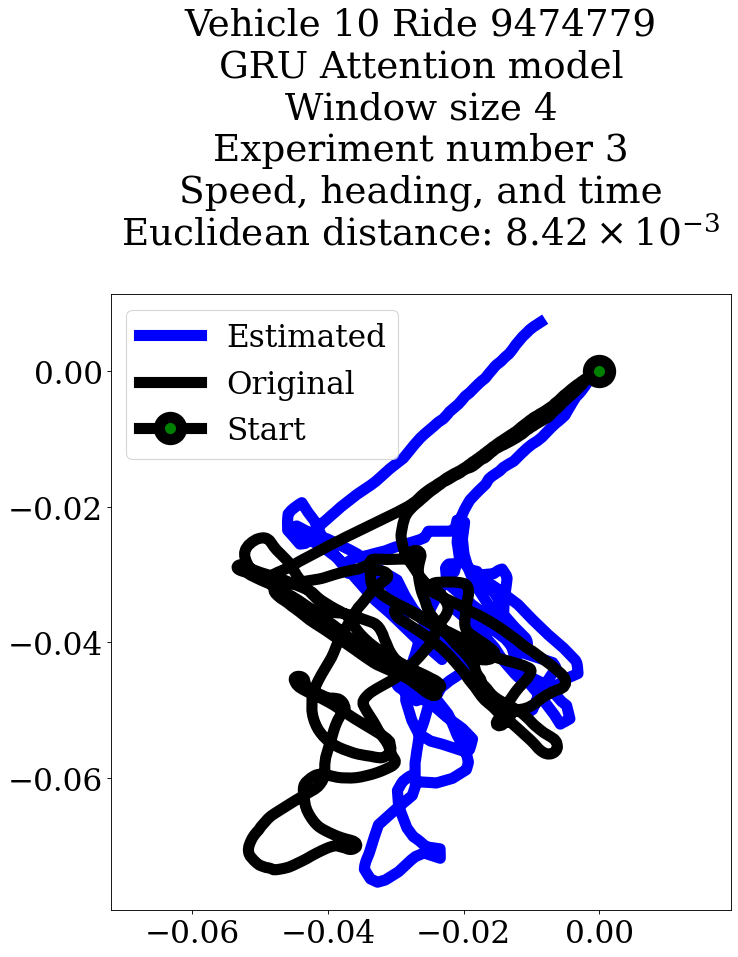 Vehicle 10 Ride 9474779
GRU Attention model
Window size 4
Experiment number 3
Speed, heading, and time
Euclidean distance: 8.42 × 10⁻³
Estimated
Original
Start
0.00
−0.02
−0.04
−0.06
−0.06 −0.04 −0.02 0.00